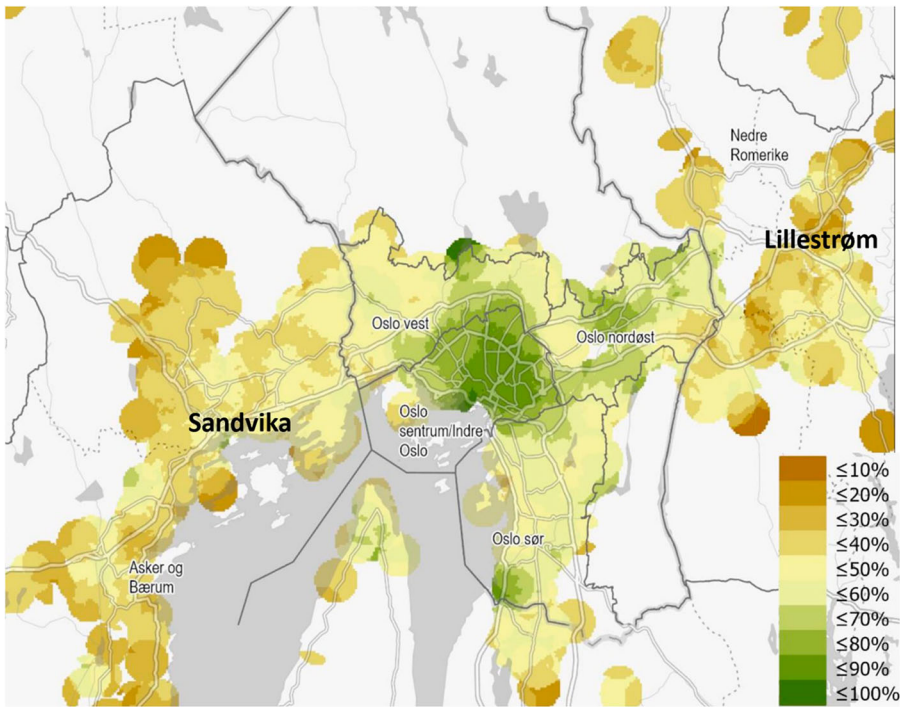 Nedre
Romerike
Lillestrøm
Oslo vest
Oslo nordøst
Sandvika
Oslo
sentrum/Indre
Oslo
Oslo sør
Asker og
Bærum
≤10%
≤20%
≤30%
≤40%
≤50%
≤60%
≤70%
≤80%
≤90%
≤100%